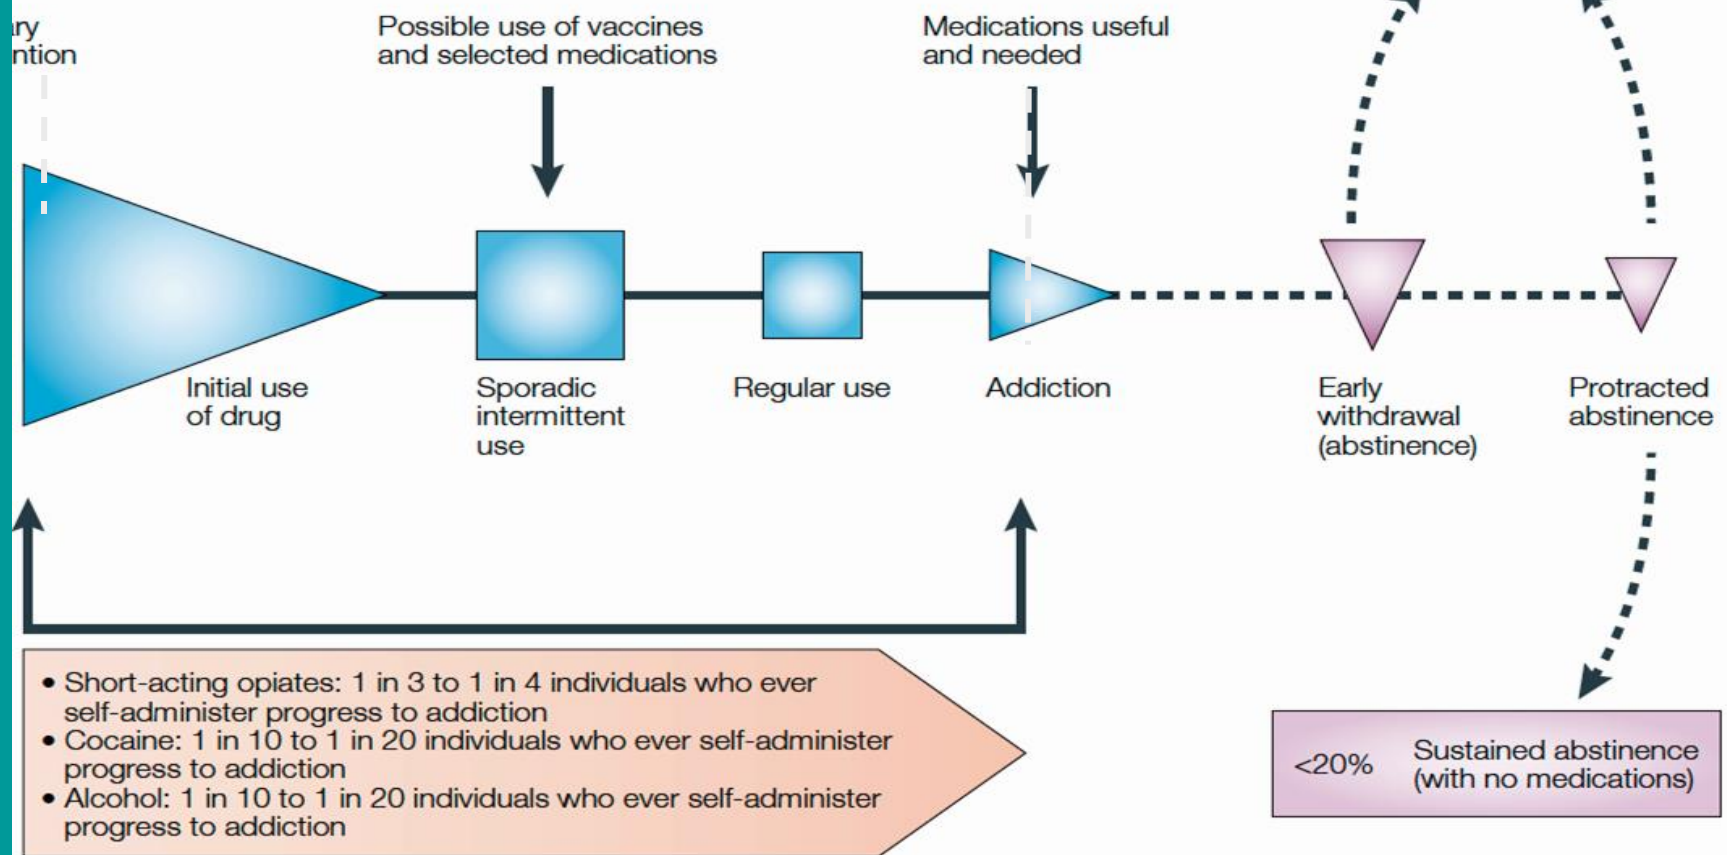 Possible use of vaccines
and selected medications
Medications useful
and needed
Initial use
of drug
Sporadic
intermittent
use
Regular use
Addiction
Early
withdrawal
(abstinence)
Protracted
abstinence
• Short-acting opiates: 1 in 3 to 1 in 4 individuals who ever
self-administer progress to addiction
• Cocaine: 1 in 10 to 1 in 20 individuals who ever self-administer
progress to addiction
• Alcohol: 1 in 10 to 1 in 20 individuals who ever self-administer
progress to addiction
<20%
Sustained abstinence
(with no medications)